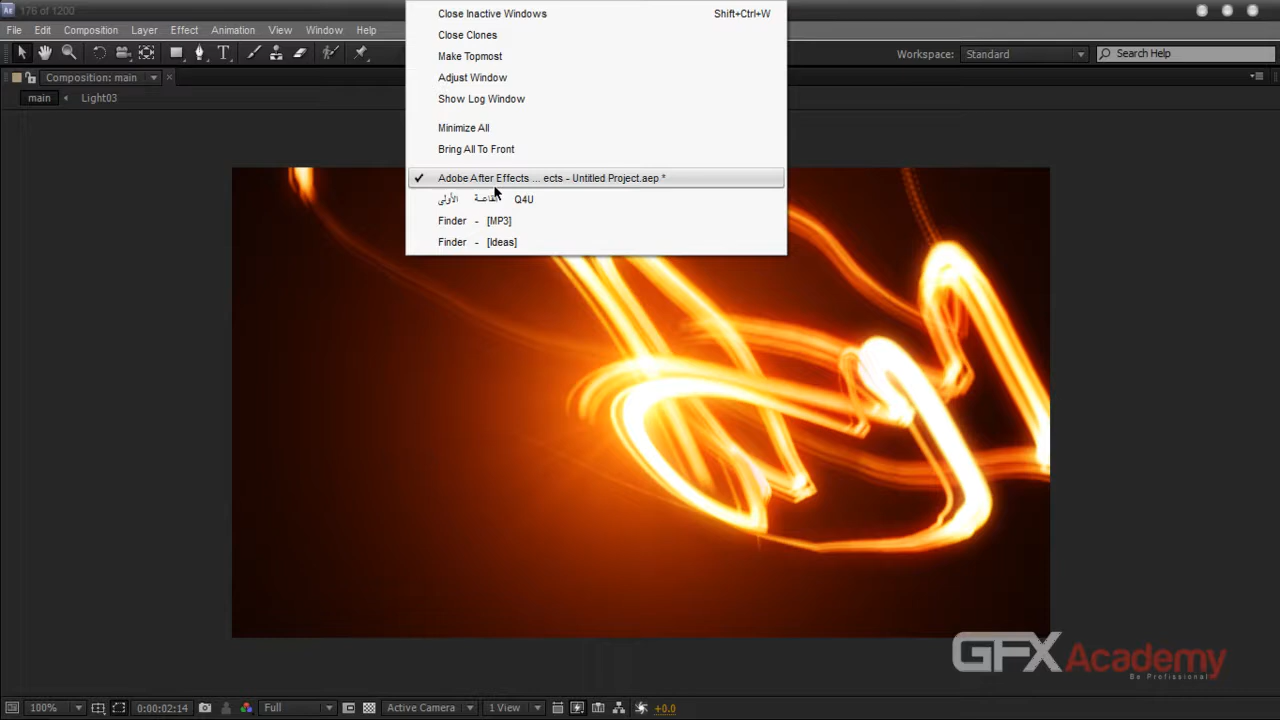 176 of 1200
Close Inactive Windows Shift+Ctrl+W
Close Clones
Make Topmost
Adjust Window
Show Log Window
Minimize All
Bring All To Front
Adobe After Effects ... ects - Untitled Project.aep *
الأولى القاعة Q4U
Finder - [MP3]
Finder - [Ideas]
File Edit Composition Layer Effect Animation View Window Help
Workspace: Standard Search Help
Composition: main
main Light03
GFX Academy
Be Profissional
100% 0:00:02:14 Full Active Camera 1 View +0.0